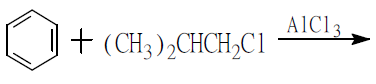 + (CH₃)₂CHCH₂Cl AlCl₃